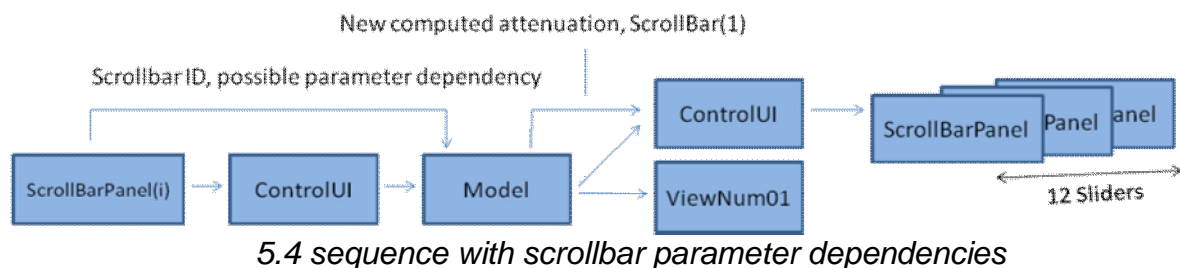 New computed attenuation, ScrollBar(1)
Scrollbar ID, possible parameter dependency
ControlUI
ScrollBarPanel
Panel
anel
ScrollBarPanel(i)
ControlUI
Model
ViewNum01
12 Sliders
5.4 sequence with scrollbar parameter dependencies